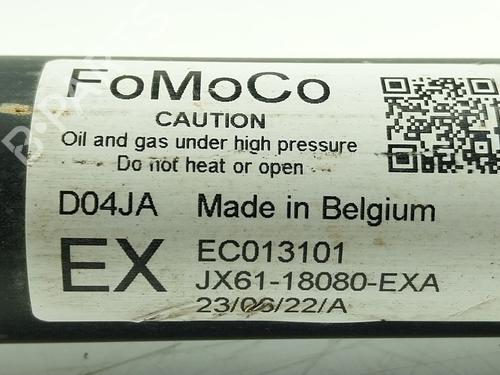 FoMoCo
CAUTION
Oil and gas under high pressure
Do not heat or open
D04JA Made in Belgium
EX
EC013101
JX61-18080-EXA
23/06/22/A
B-PARTS